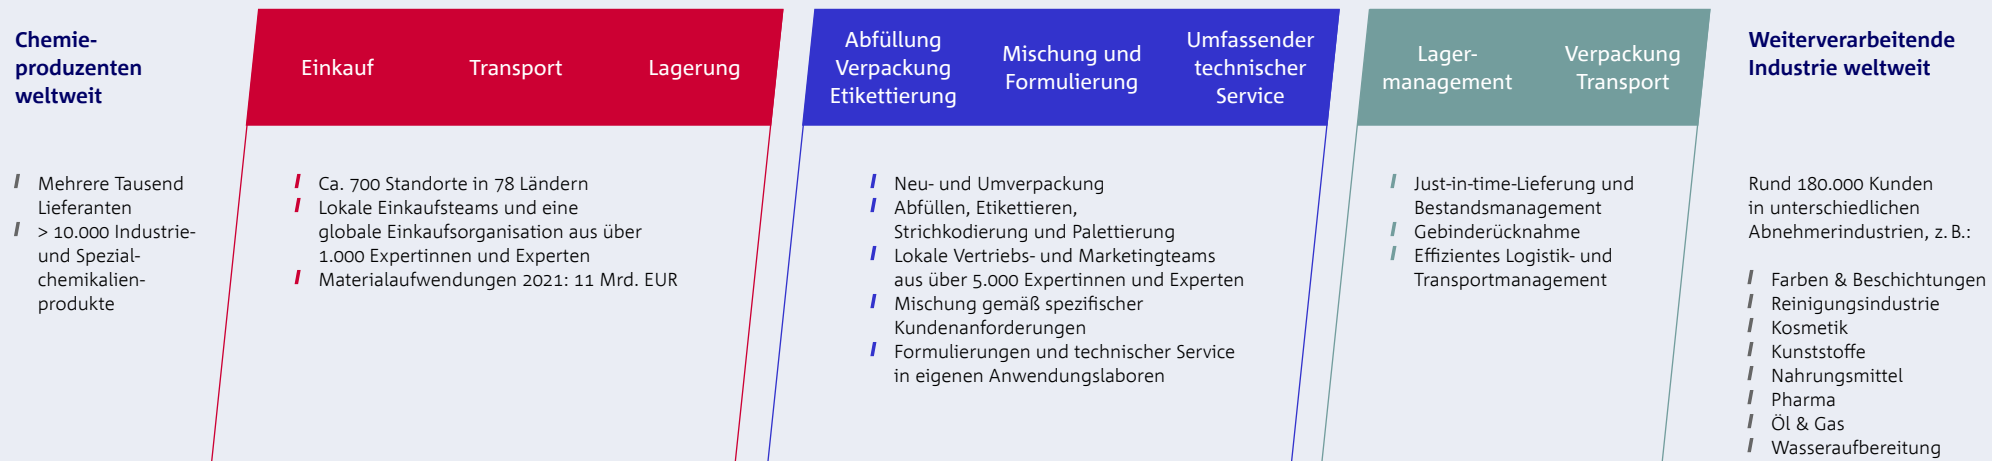 Chemie-
produzenten
weltweit
Mehrere Tausend
Lieferanten
> 10.000 Industrie-
und Spezial-
chemikalien-
produkte
Einkauf
Transport
Lagerung
Ca. 700 Standorte in 78 Ländern
Lokale Einkaufsteams und eine
globale Einkaufsorganisation aus über
1.000 Expertinnen und Experten
Materialaufwendungen 2021: 11 Mrd. EUR
Abfüllung
Verpackung
Etikettierung
Mischung und
Formulierung
Umfassender
technischer
Service
Neu- und Umverpackung
Abfüllen, Etikettieren,
Strichkodierung und Palettierung
Lokale Vertriebs- und Marketingteams
aus über 5.000 Expertinnen und Experten
Mischung gemäß spezifischer
Kundenanforderungen
Formulierungen und technischer Service
in eigenen Anwendungslaboren
Lager-
management
Verpackung
Transport
Just-in-time-Lieferung und
Bestandsmanagement
Gebinderücknahme
Effizientes Logistik- und
Transportmanagement
Weiterverarbeitende
Industrie weltweit
Rund 180.000 Kunden
in unterschiedlichen
Abnehmerindustrien, z. B.:
Farben & Beschichtungen
Reinigungsindustrie
Kosmetik
Kunststoffe
Nahrungsmittel
Pharma
Öl & Gas
Wasseraufbereitung